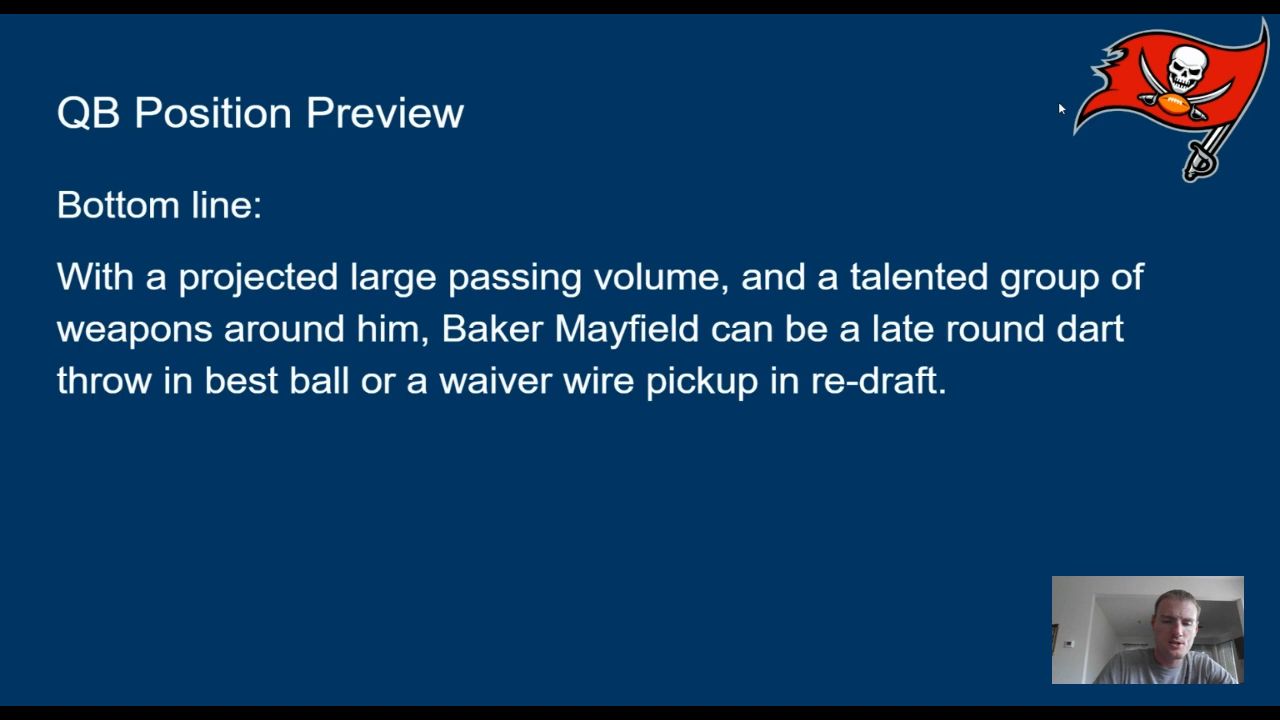 QB Position Preview
Bottom line:
With a projected large passing volume, and a talented group of
weapons around him, Baker Mayfield can be a late round dart
throw in best ball or a waiver wire pickup in re-draft.